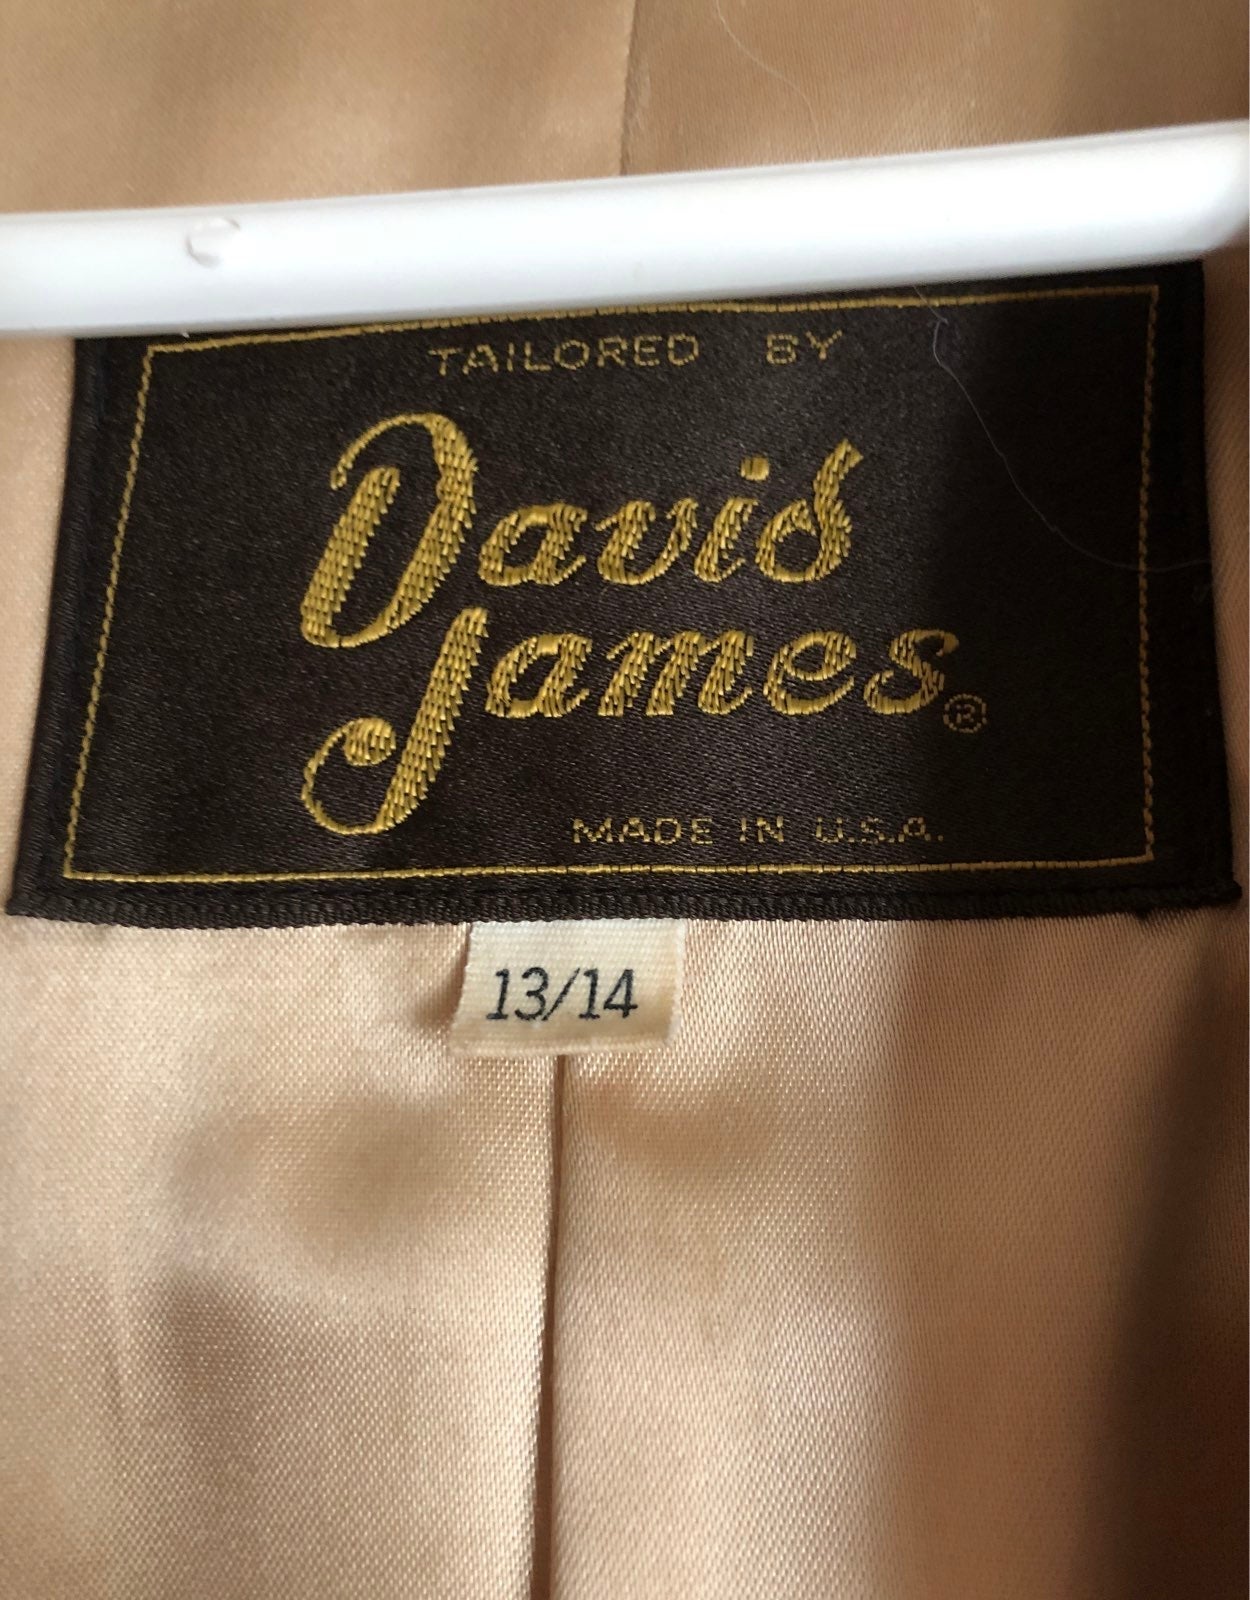 TAILORED BY
David
James®
MADE IN U.S.A.
13/14